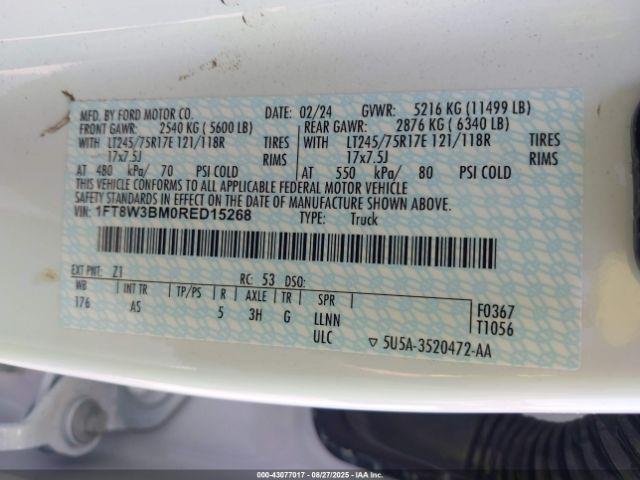 MFD. BY FORD MOTOR CO. DATE: 02/24 GVWR: 5216 KG (11499 LB)
FRONT GAWR: 2540 KG ( 5600 LB) REAR GAWR: 2876 KG ( 6340 LB)
WITH LT245/75R17E 121/118R TIRES WITH LT245/75R17E 121/118R TIRES
17x7.5J RIMS 17x7.5J RIMS
AT 480 kPa/ 70 PSI COLD AT 550 kPa/ 80 PSI COLD
THIS VEHICLE CONFORMS TO ALL APPLICABLE FEDERAL MOTOR VEHICLE
SAFETY STANDARDS IN EFFECT ON THE DATE OF MANUFACTURE SHOWN ABOVE.
VIN: 1FT8W3BM0RED15268 TYPE: Truck
EXT PNT: Z1 RC: 53 DSO:
WB INT TR TP/PS R AXLE TR SPR F0367
176 AS 5 3H G LLNN T1056
ULC ▽ 5U5A-3520472-AA
000-43077017 - 08/27/2025 - IAA Inc.